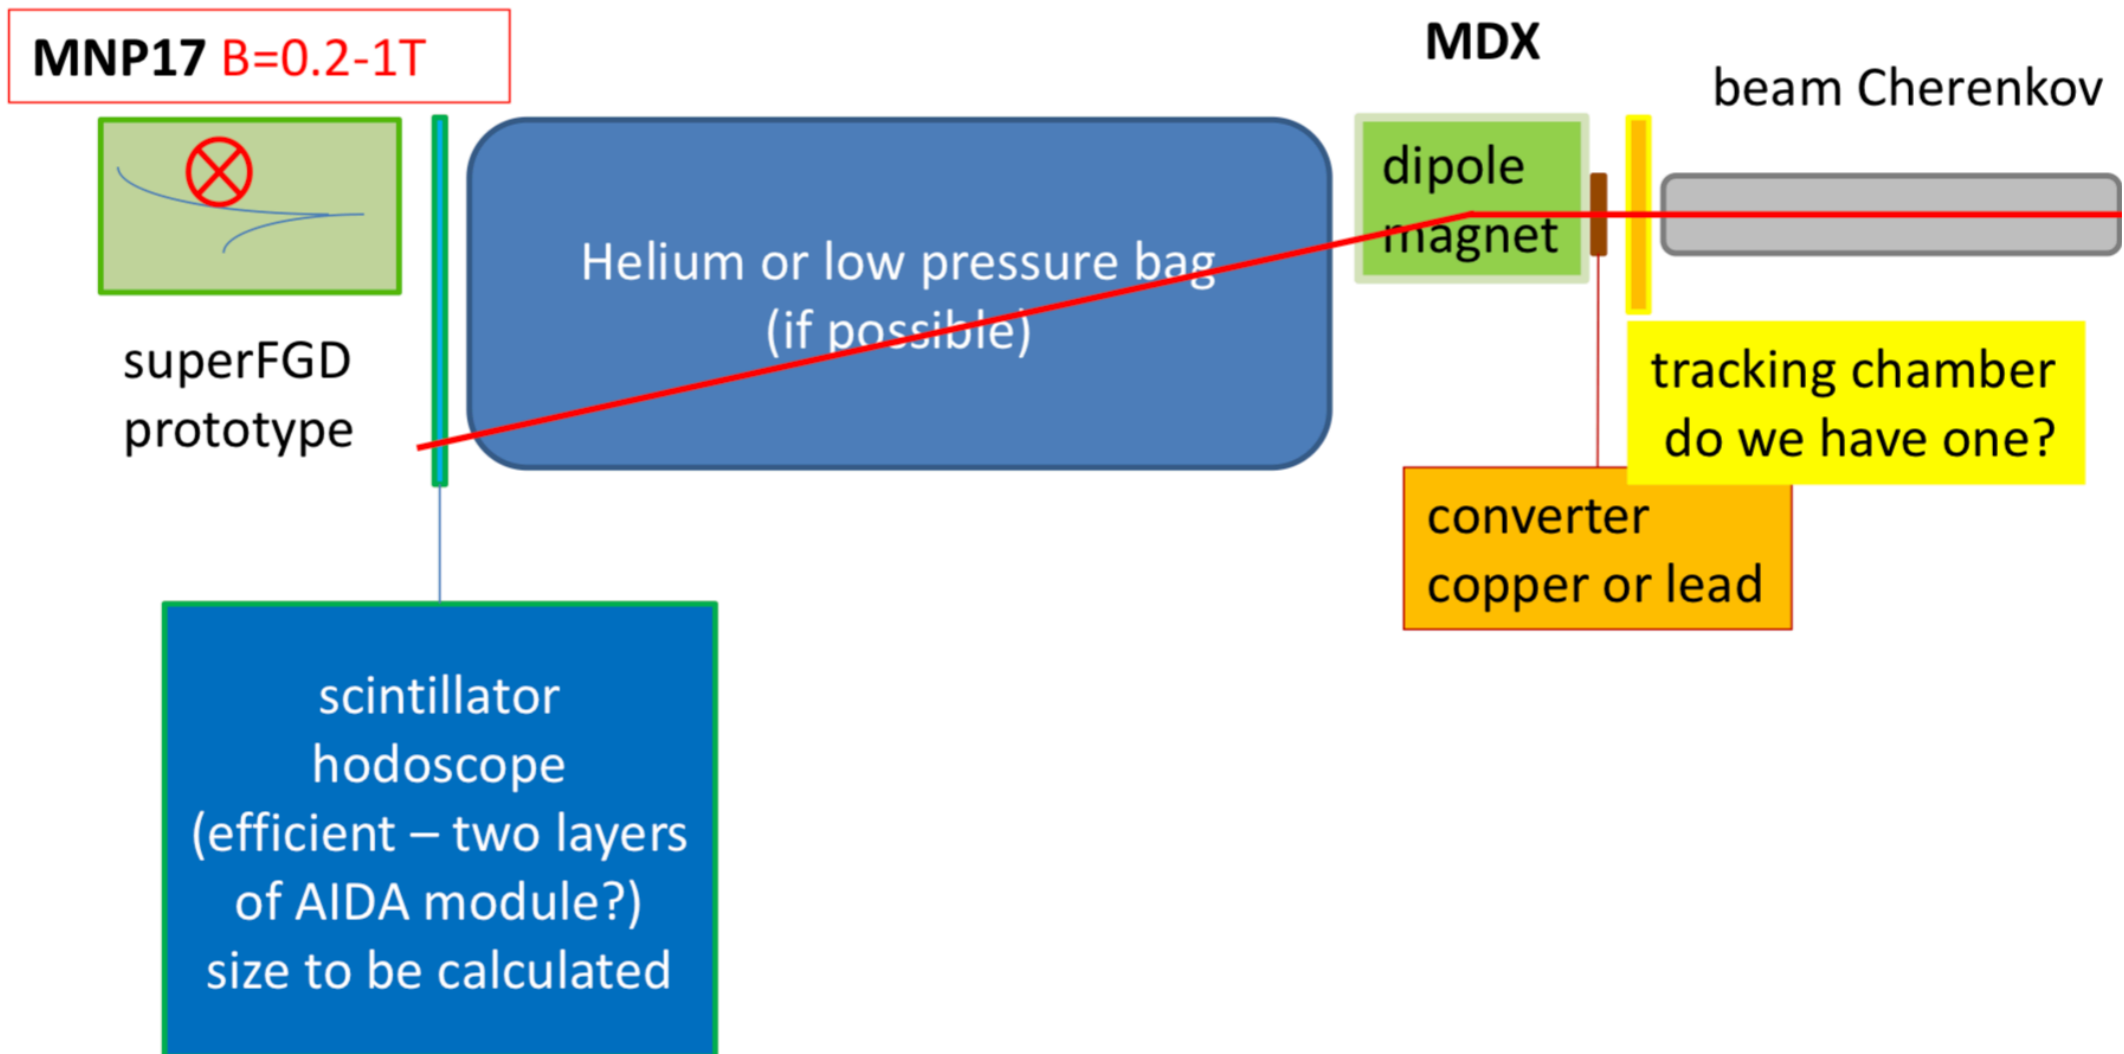 MNP17 B=0.2-1T
MDX
beam Cherenkov
dipole
magnet
Helium or low pressure bag
(if possible)
superFGD
prototype
tracking chamber
do we have one?
converter
copper or lead
scintillator
hodoscope
(efficient – two layers
of AIDA module?)
size to be calculated